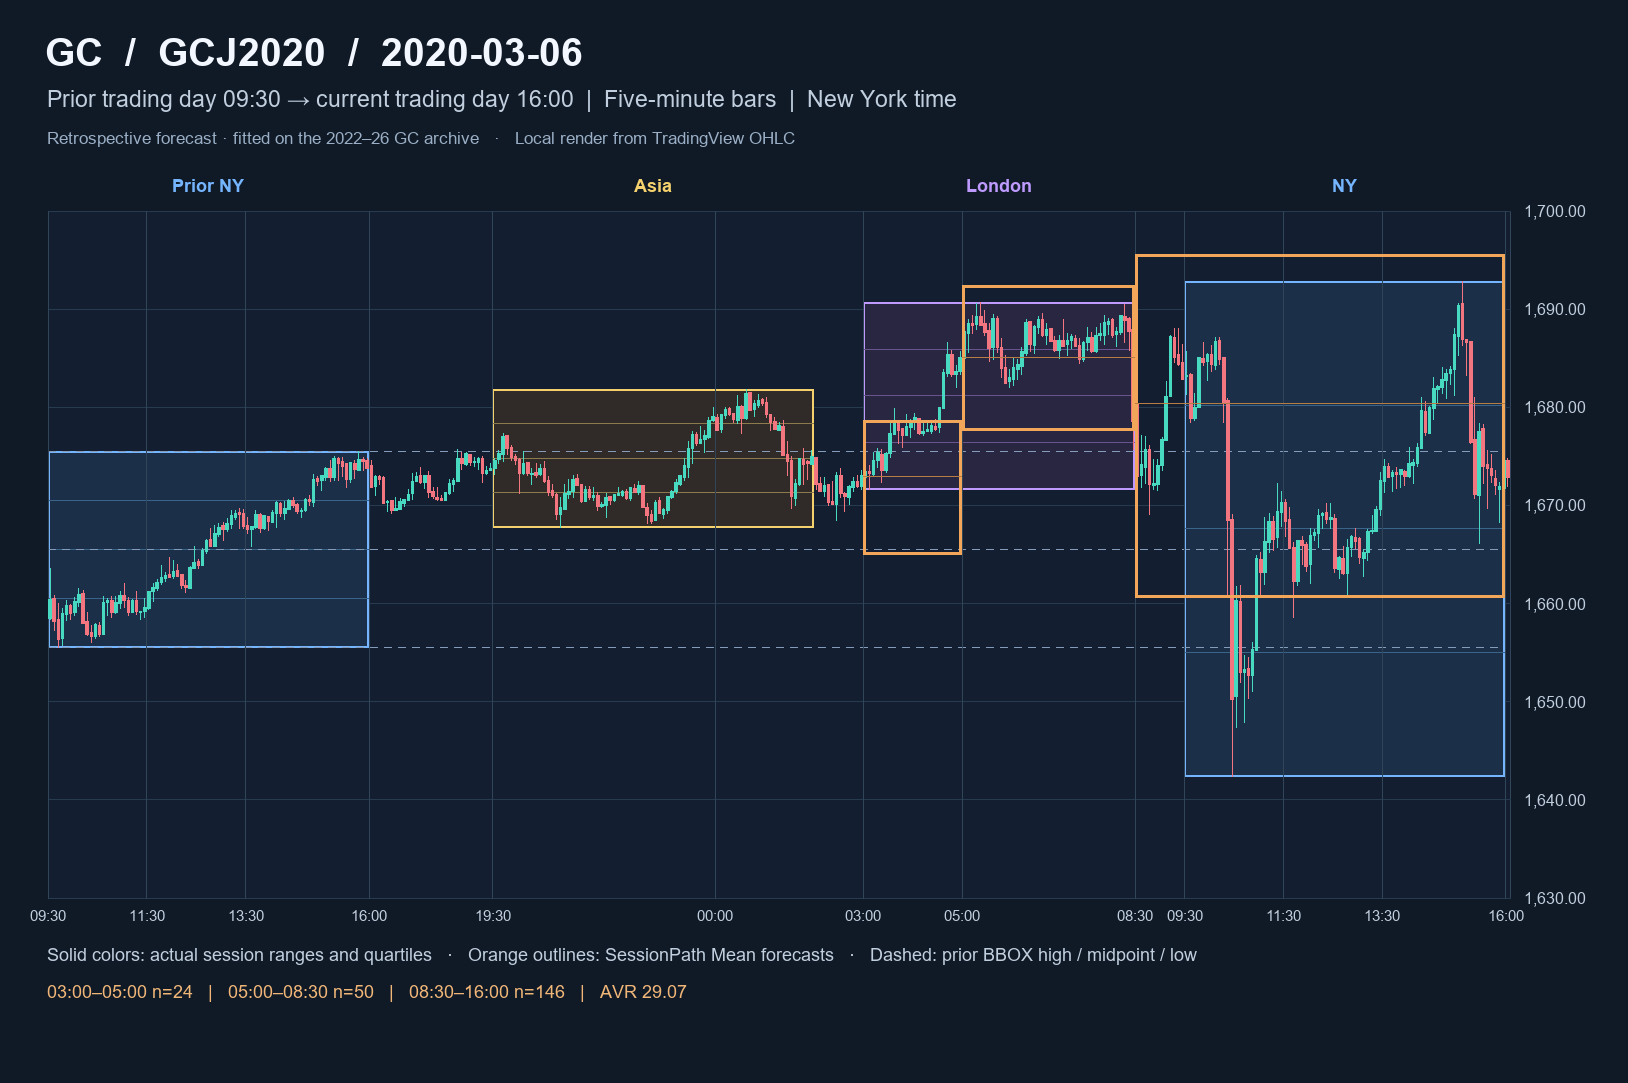 GC / GCJ2020 / 2020-03-06
Prior trading day 09:30 → current trading day 16:00 | Five-minute bars | New York time
Retrospective forecast · fitted on the 2022–26 GC archive · Local render from TradingView OHLC
Prior NY Asia London NY
1,700.00
1,690.00
1,680.00
1,670.00
1,660.00
1,650.00
1,640.00
1,630.00
09:30 11:30 13:30 16:00 19:30 00:00 03:00 05:00 08:30 09:30 11:30 13:30 16:00
Solid colors: actual session ranges and quartiles · Orange outlines: SessionPath Mean forecasts · Dashed: prior BBOX high / midpoint / low
03:00–05:00 n=24 | 05:00–08:30 n=50 | 08:30–16:00 n=146 | AVR 29.07